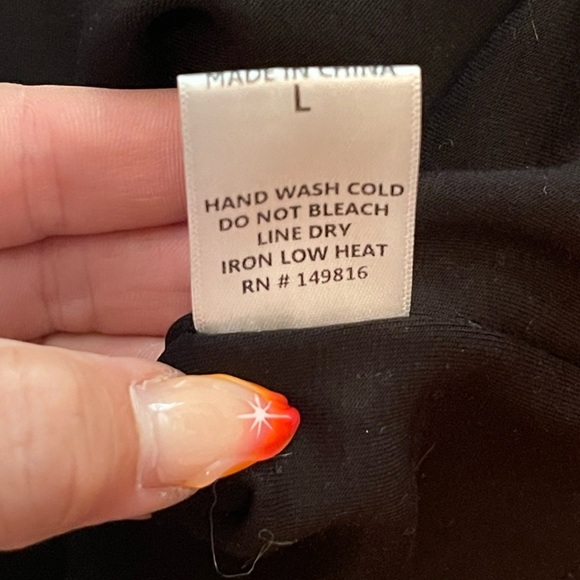 MADE IN CHINA
L
HAND WASH COLD
DO NOT BLEACH
LINE DRY
IRON LOW HEAT
RN # 149816